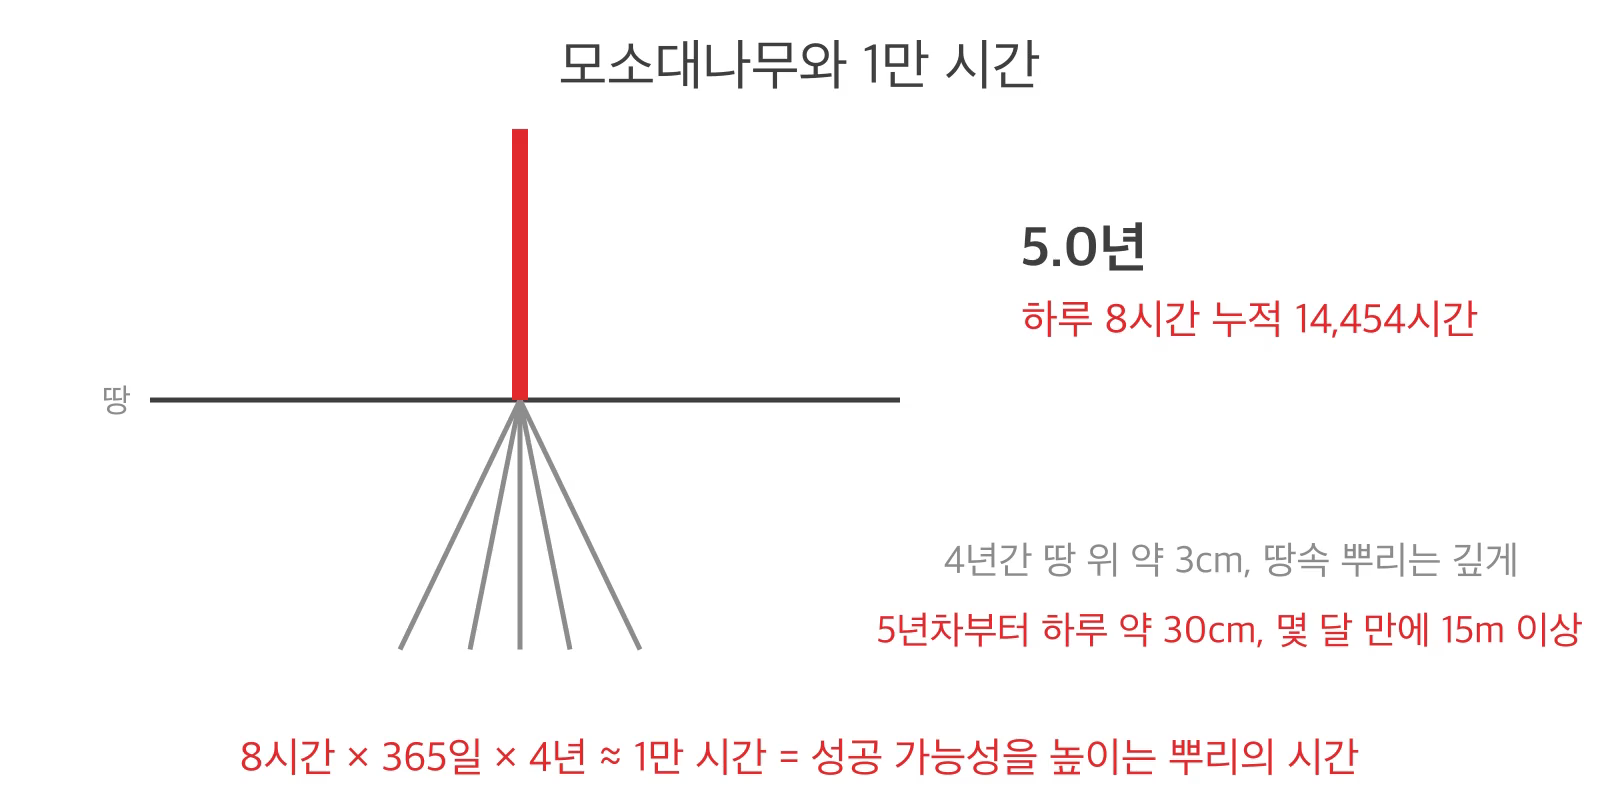 모소대나무와 1만 시간
5.0년
하루 8시간 누적 14,454시간
땅
4년간 땅 위 약 3cm, 땅속 뿌리는 깊게
5년차부터 하루 약 30cm, 몇 달 만에 15m 이상
8시간 × 365일 × 4년 ≈ 1만 시간 = 성공 가능성을 높이는 뿌리의 시간